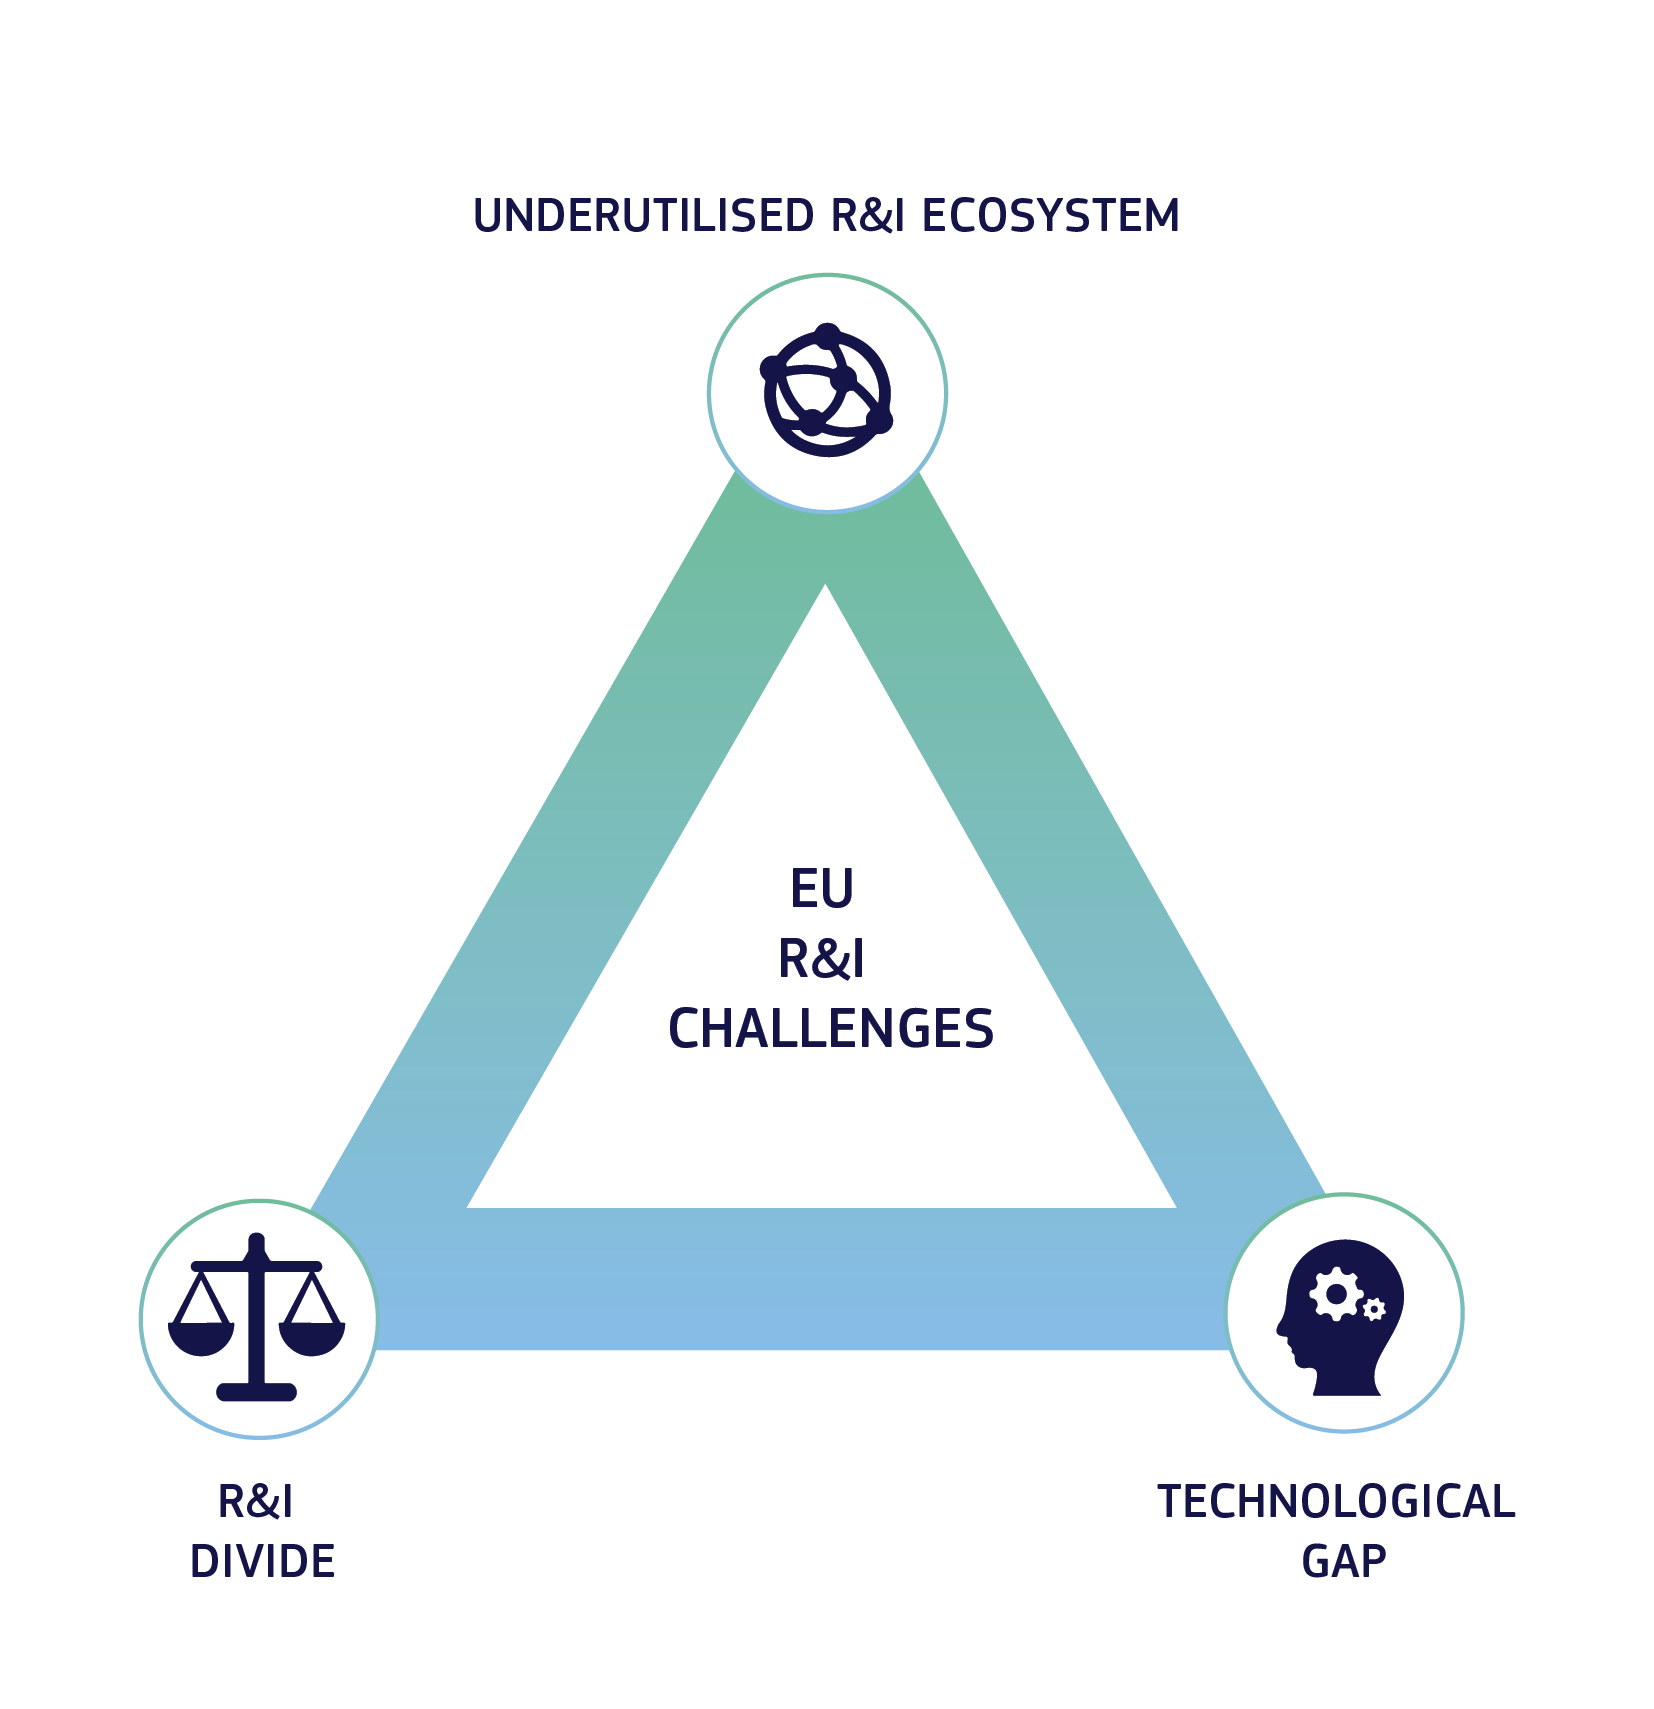 UNDERUTILISED R&I ECOSYSTEM
EU
R&I
CHALLENGES
R&I
DIVIDE
TECHNOLOGICAL
GAP